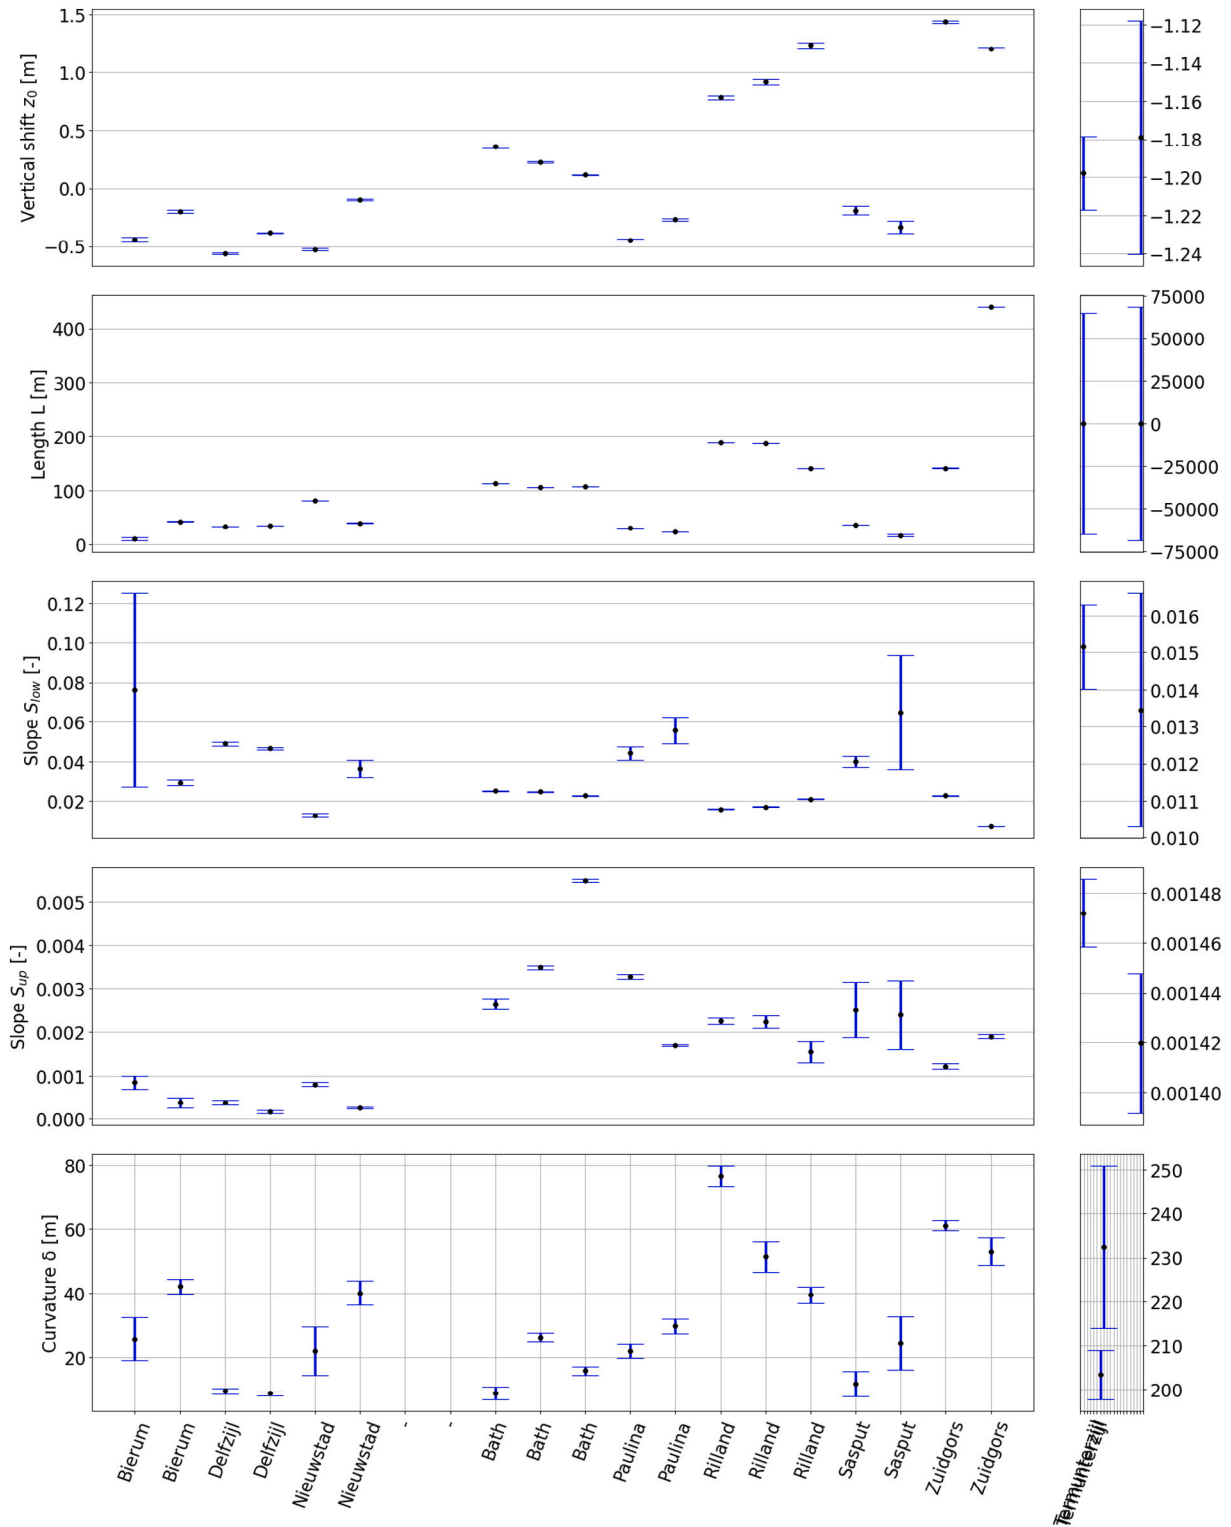 Vertical shift z0 [m]
1.5
1.0
0.5
0.0
−0.5
−1.12
−1.14
−1.16
−1.18
−1.20
−1.22
−1.24
Length L [m]
400
300
200
100
0
75000
50000
25000
0
−25000
−50000
−75000
Slope Slow [-]
0.12
0.10
0.08
0.06
0.04
0.02
0.016
0.015
0.014
0.013
0.012
0.011
0.010
Slope Sup [-]
0.005
0.004
0.003
0.002
0.001
0.000
0.00148
0.00146
0.00144
0.00142
0.00140
Curvature δ [m]
80
60
40
20
250
240
230
220
210
200
Bierum
Bierum
Delfzijl
Delfzijl
Nieuwstad
Nieuwstad
-
-
Bath
Bath
Bath
Paulina
Paulina
Rilland
Rilland
Rilland
Sasput
Sasput
Zuidgors
Zuidgors
Termunterzijl
Termunterzijl